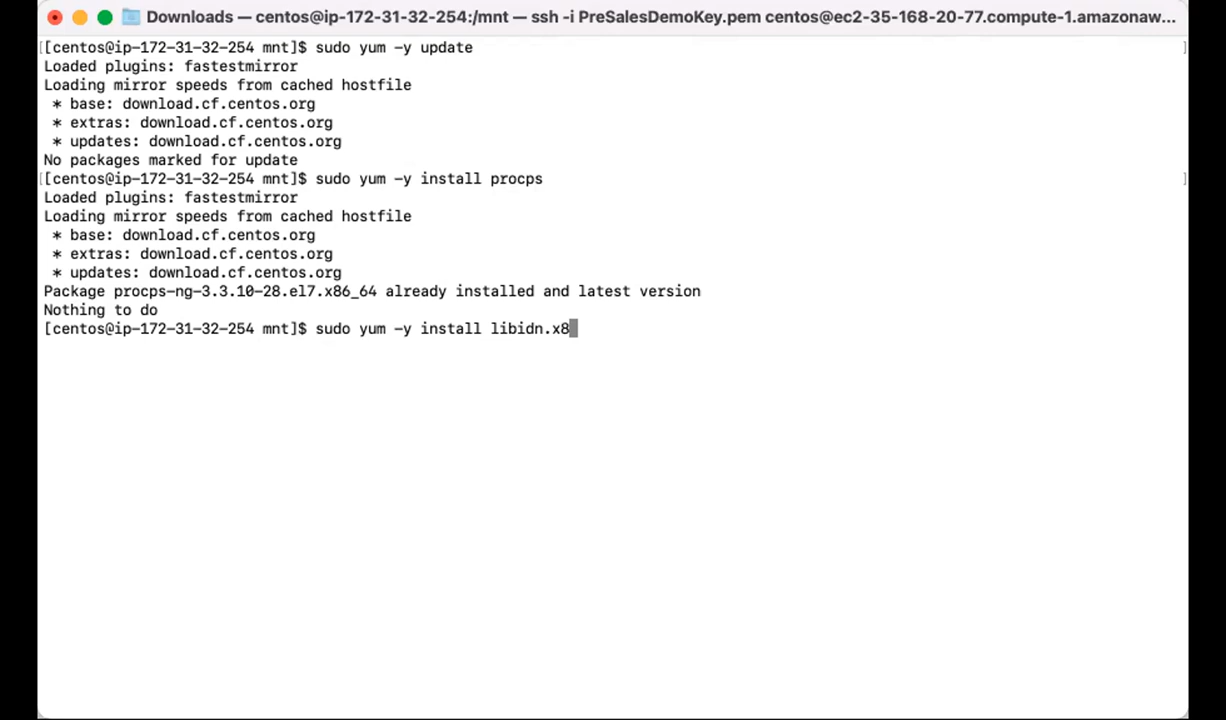 Downloads — centos@ip-172-31-32-254:/mnt — ssh -i PreSalesDemoKey.pem centos@ec2-35-168-20-77.compute-1.amazonaw...
[[centos@ip-172-31-32-254 mnt]$ sudo yum -y update ]
Loaded plugins: fastestmirror
Loading mirror speeds from cached hostfile
* base: download.cf.centos.org
* extras: download.cf.centos.org
* updates: download.cf.centos.org
No packages marked for update
[[centos@ip-172-31-32-254 mnt]$ sudo yum -y install procps ]
Loaded plugins: fastestmirror
Loading mirror speeds from cached hostfile
* base: download.cf.centos.org
* extras: download.cf.centos.org
* updates: download.cf.centos.org
Package procps-ng-3.3.10-28.el7.x86_64 already installed and latest version
Nothing to do
[centos@ip-172-31-32-254 mnt]$ sudo yum -y install libidn.x8